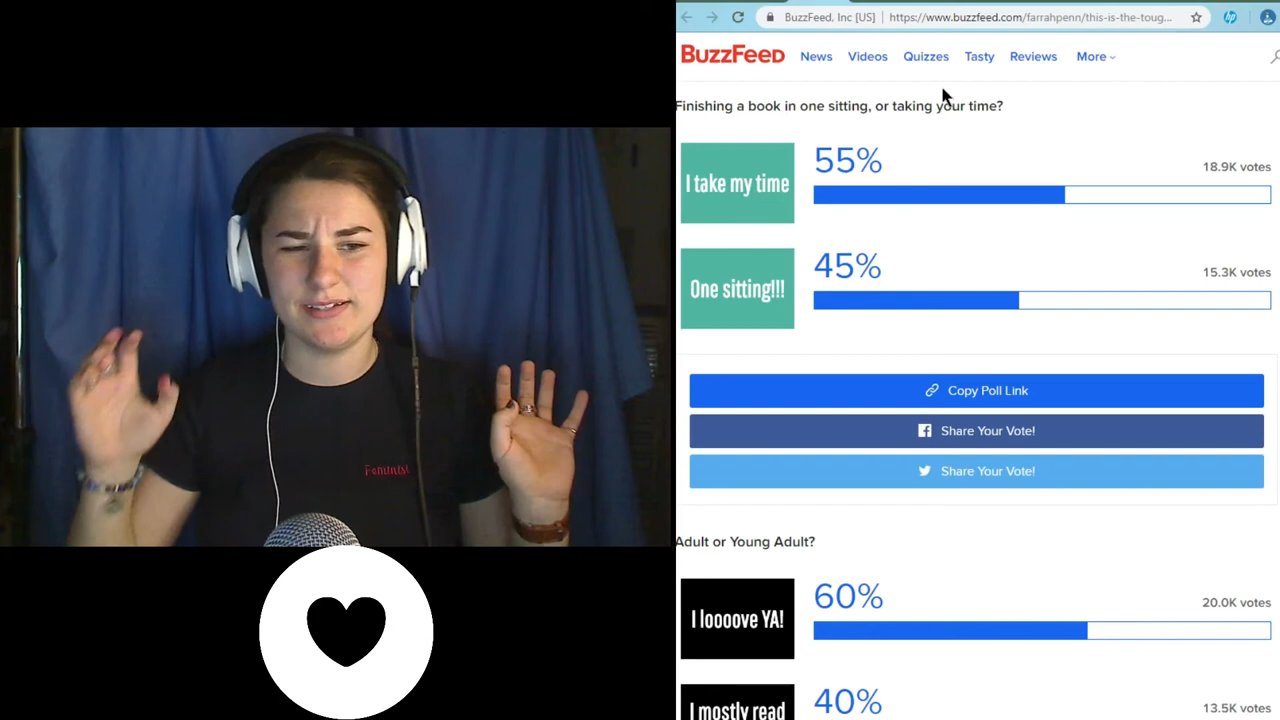 BuzzFeed, Inc [US]
https://www.buzzfeed.com/farrahpenn/this-is-the-toug...
BuzzFeed
News
Videos
Quizzes
Tasty
Reviews
More
Finishing a book in one sitting, or taking your time?
I take my time
55%
18.9K votes
One sitting!!!
45%
15.3K votes
Copy Poll Link
Share Your Vote!
Share Your Vote!
Adult or Young Adult?
I loooove YA!
60%
20.0K votes
I mostly read
40%
13.5K votes
Feminist